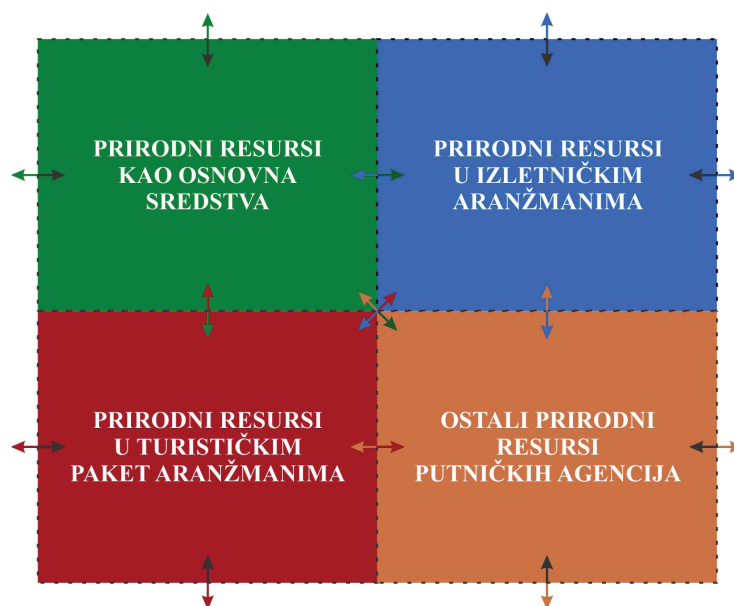 PRIRODNI RESURSI
KAO OSNOVNA
SREDSTVA
PRIRODNI RESURSI
U IZLETNIČKIM
ARANŽMANIMA
PRIRODNI RESURSI
U TURISTIČKIM
PAKET ARANŽMANIMA
OSTALI PRIRODNI
RESURSI
PUTNIČKIH AGENCIJA